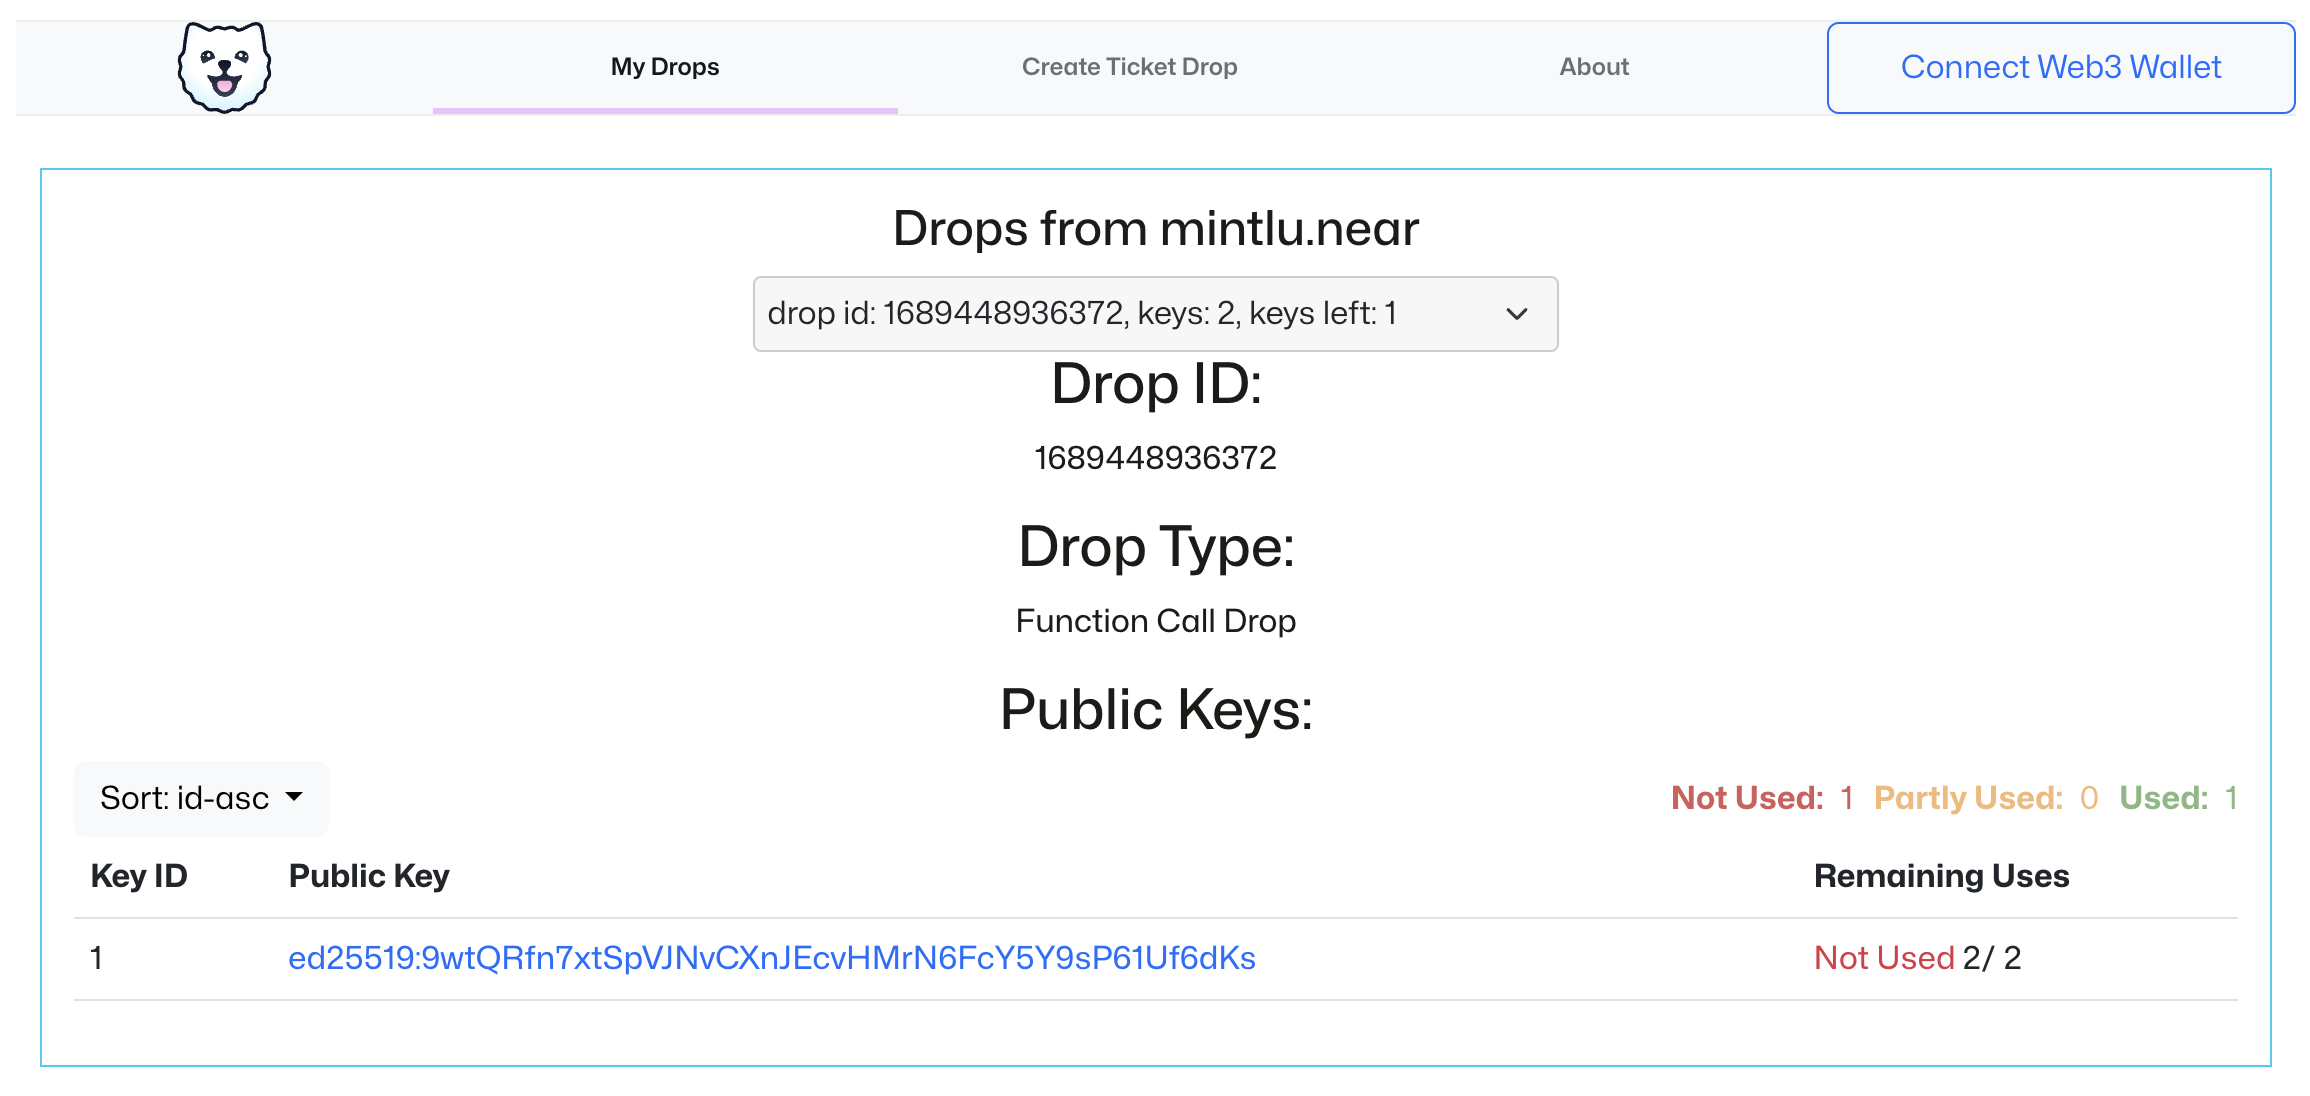 My Drops
Create Ticket Drop
About
Connect Web3 Wallet
Drops from mintlu.near
drop id: 1689448936372, keys: 2, keys left: 1
Drop ID:
1689448936372
Drop Type:
Function Call Drop
Public Keys:
Sort: id-asc
Not Used: 1 Partly Used: 0 Used: 1
Key ID Public Key Remaining Uses
1 ed25519:9wtQRfn7xtSpVJNvCXnJEcvHMrN6FcY5Y9sP61Uf6dKs Not Used 2/ 2